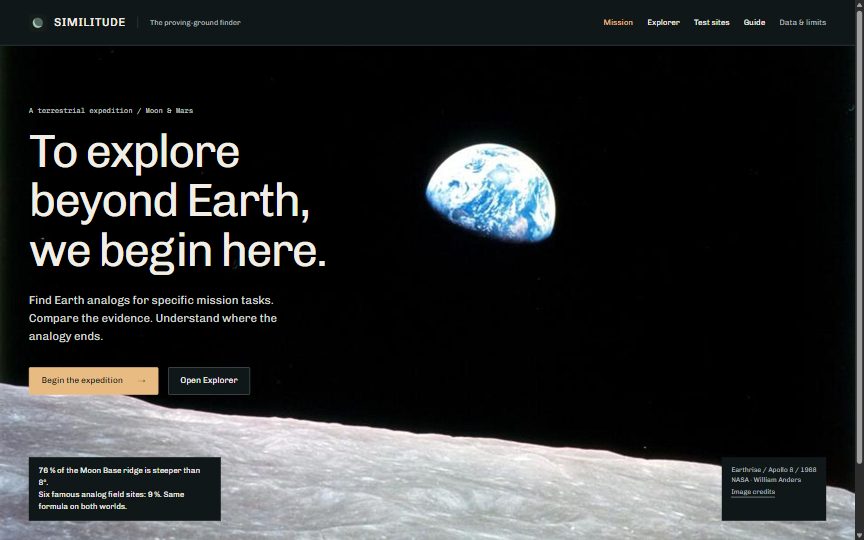 SIMILITUDE
The proving-ground finder
Mission
Explorer
Test sites
Guide
Data & limits
A terrestrial expedition / Moon & Mars
To explore
beyond Earth,
we begin here.
Find Earth analogs for specific mission tasks.
Compare the evidence. Understand where the
analogy ends.
Begin the expedition →
Open Explorer
76 % of the Moon Base ridge is steeper than
8°.
Six famous analog field sites: 9 %. Same
formula on both worlds.
Earthrise / Apollo 8 / 1968
NASA · William Anders
Image credits